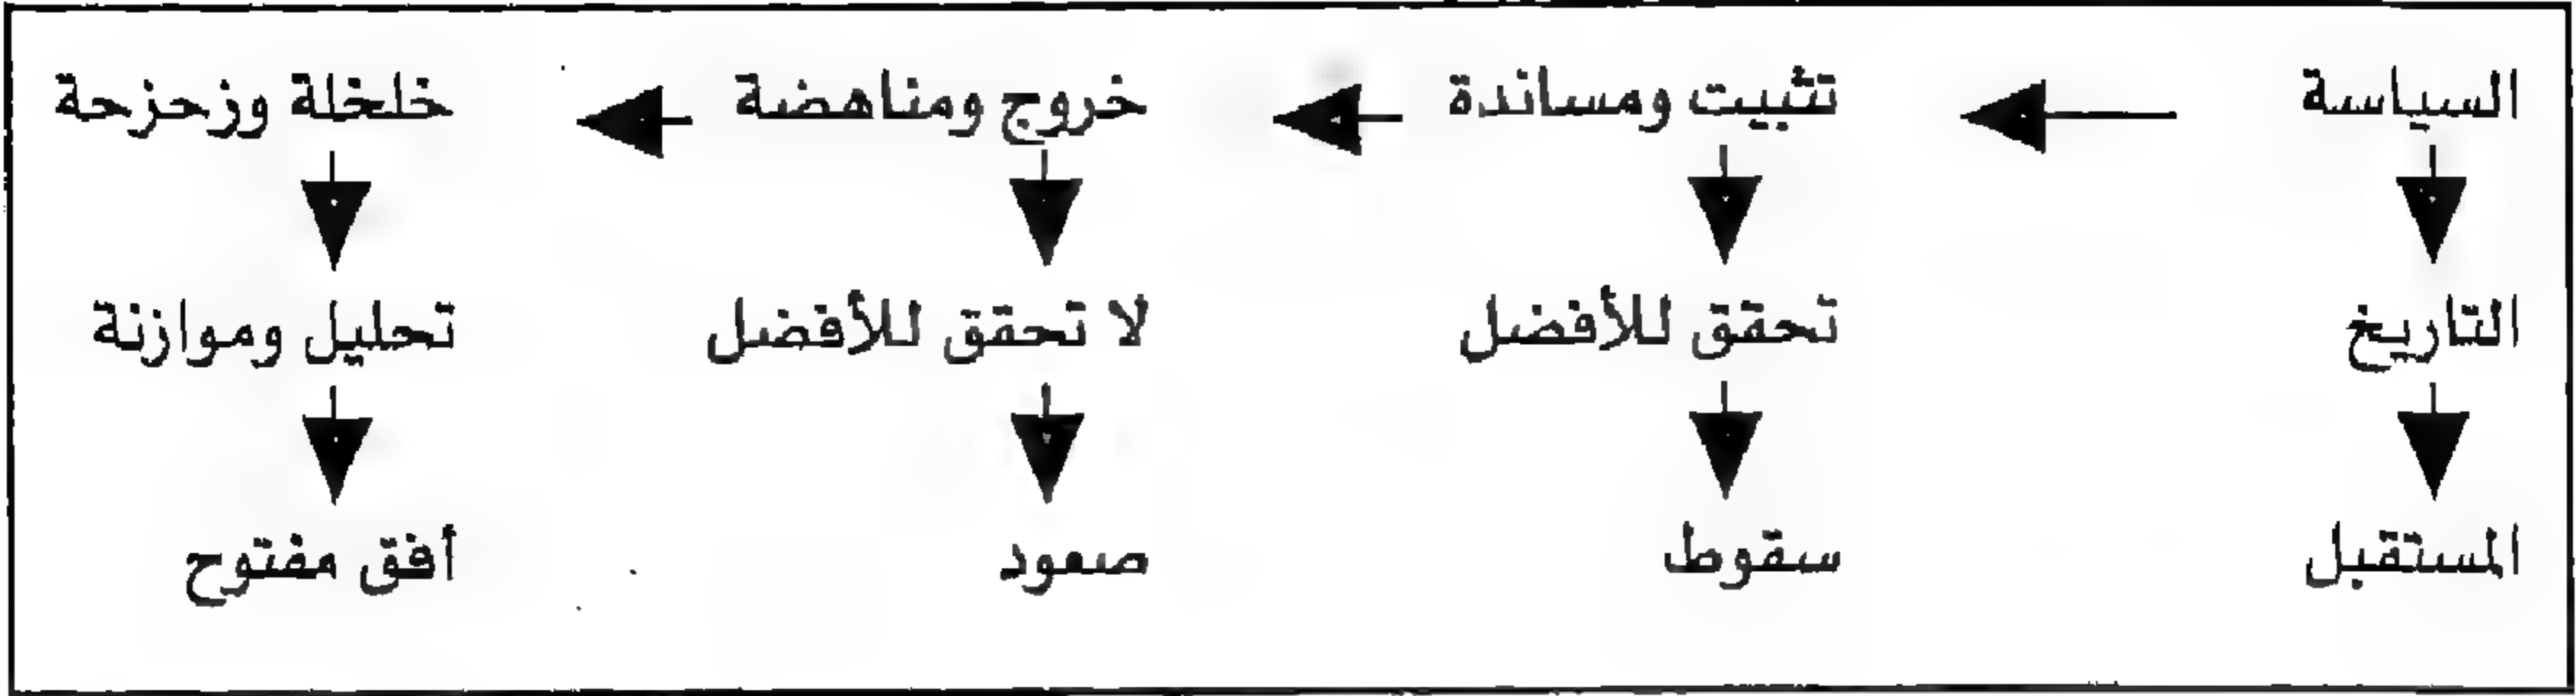 السياسة تثبيت ومساندة خروج ومناهضة خلخلة وزحزحة
التاريخ تحقق للأفضل لا تحقق للأفضل تحليل وموازنة
المستقبل سقوط صعود أفق مفتوح